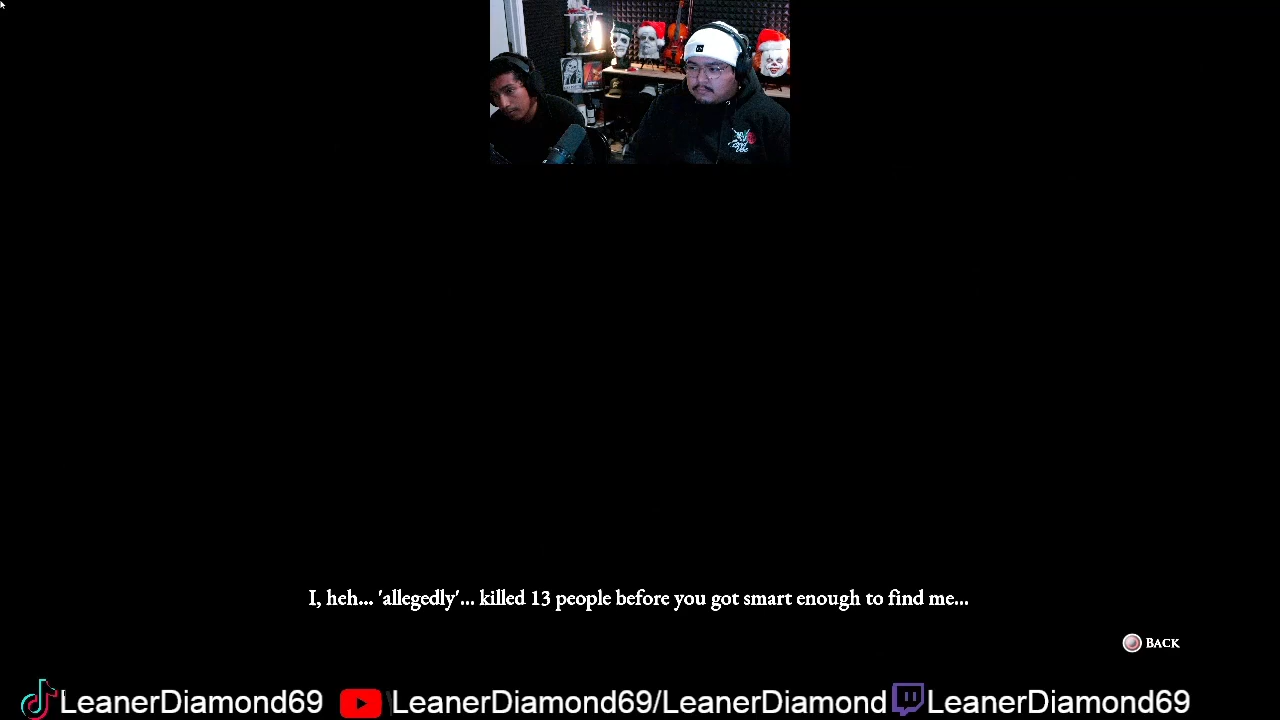 I, heh... 'allegedly'... killed 13 people before you got smart enough to find me...
BACK
LeanerDiamond69
LeanerDiamond69/LeanerDiamond
LeanerDiamond69